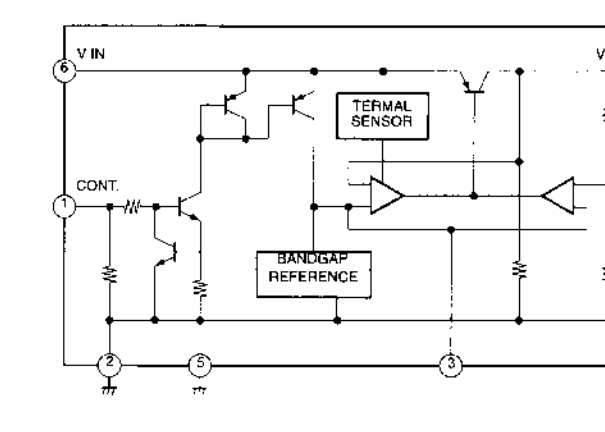 V IN
V
6
TERMAL
SENSOR
CONT.
1
BANDGAP
REFERENCE
2
5
3